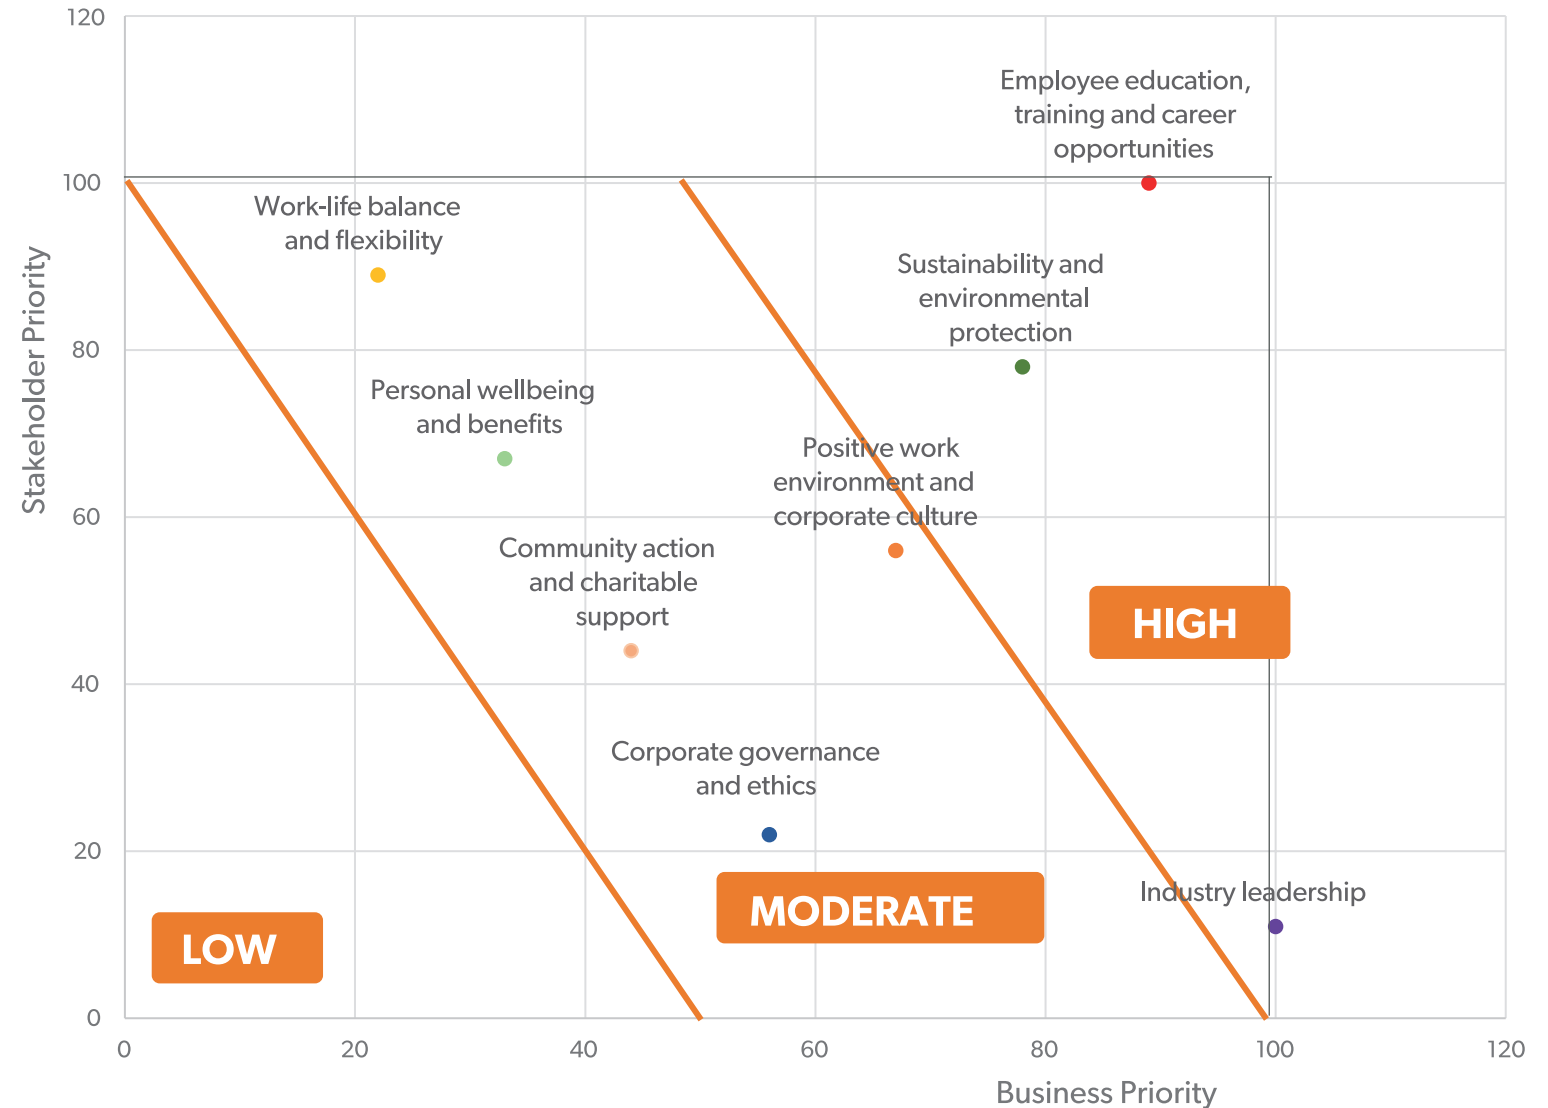 120
Employee education,
training and career
opportunities
100
Work-life balance
and flexibility
Stakeholder Priority
Sustainability and
environmental
protection
80
Personal wellbeing
and benefits
Positive work
environment and
corporate culture
60
Community action
and charitable
support
HIGH
40
Corporate governance
and ethics
20
MODERATE
Industry leadership
LOW
0
0 20 40 60 80 100 120
Business Priority